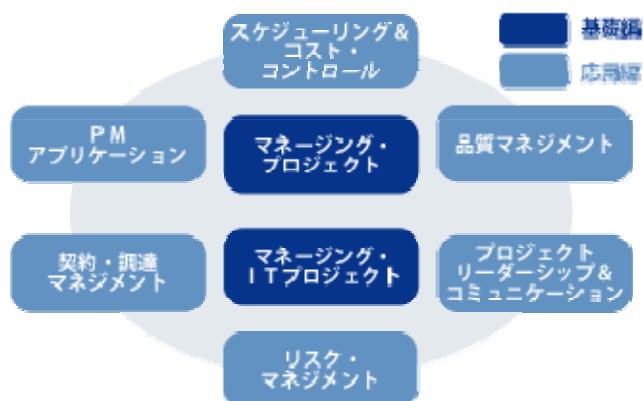 スケジューリング＆
コスト・
コントロール
基礎編
応用編
ＰＭ
アプリケーション
マネージング・
プロジェクト
品質マネジメント
契約・調達
マネジメント
マネージング・
ＩＴプロジェクト
プロジェクト
リーダーシップ＆
コミュニケーション
リスク・
マネジメント